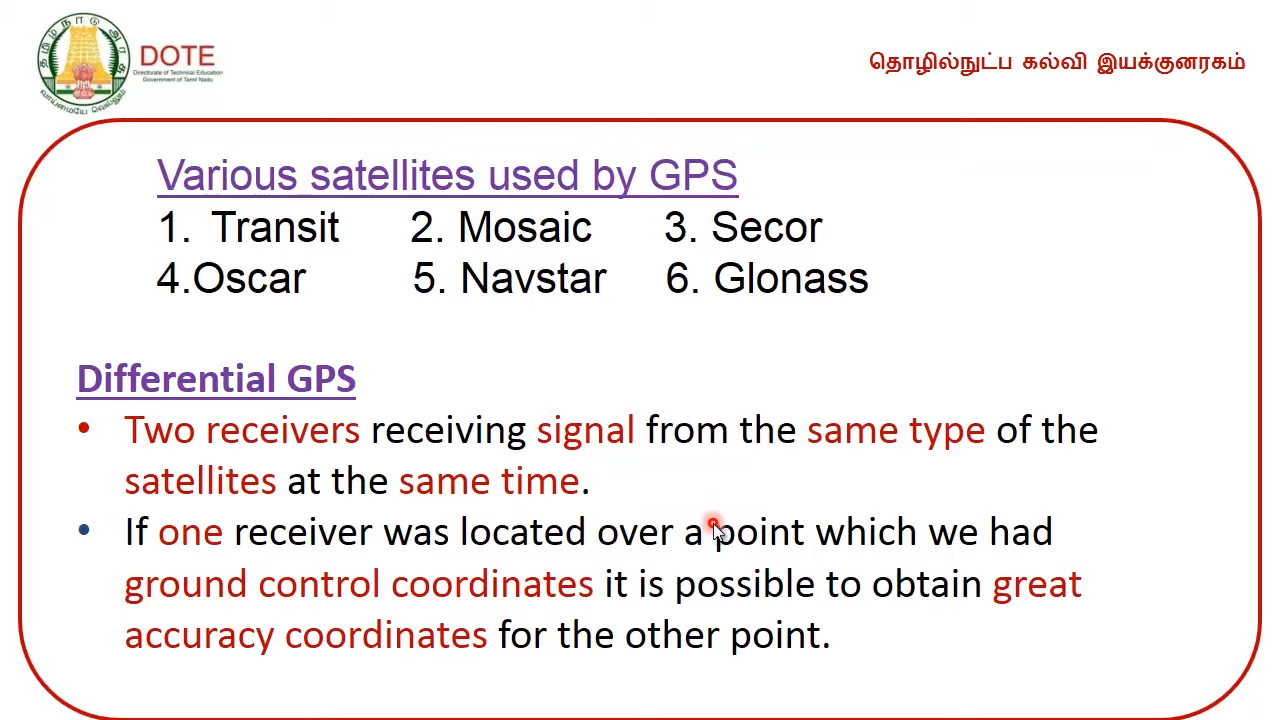 தமிழ்நாடு அரசு
வாய்மையே வெல்லும்
DOTE
Directorate of Technical Education
Government of Tamil Nadu
தொழில்நுட்ப கல்வி இயக்குனரகம்
Various satellites used by GPS
1. Transit 2. Mosaic 3. Secor
4.Oscar 5. Navstar 6. Glonass
Differential GPS
• Two receivers receiving signal from the same type of the
satellites at the same time.
• If one receiver was located over a point which we had
ground control coordinates it is possible to obtain great
accuracy coordinates for the other point.